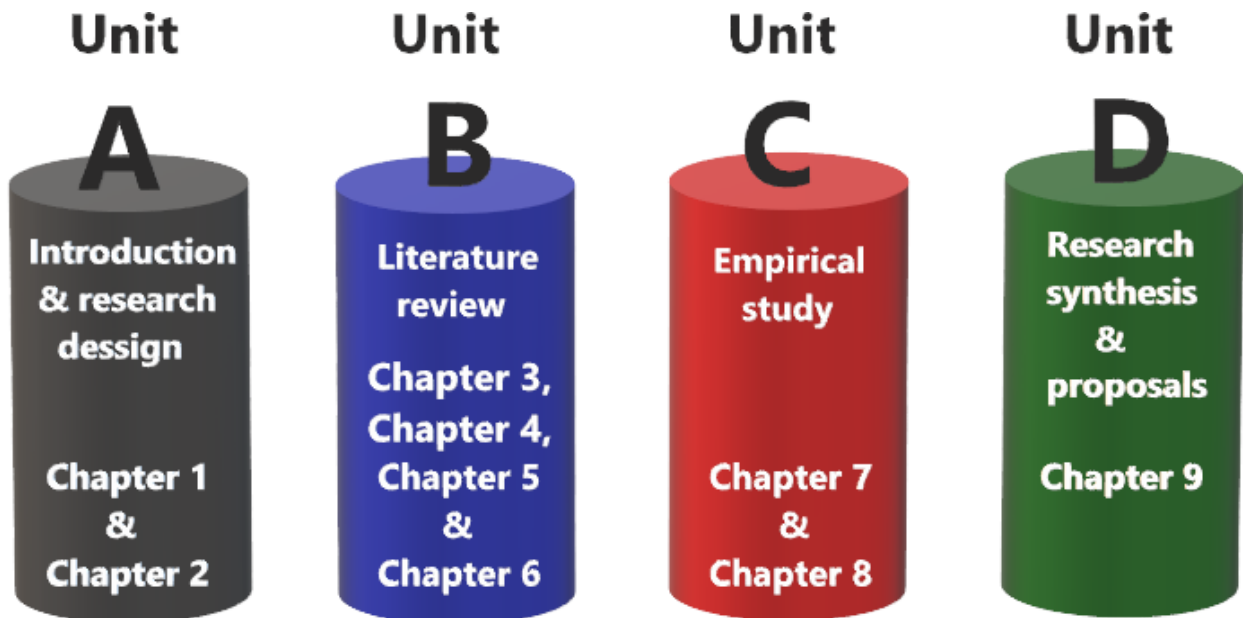 Unit
A
Introduction
& research
dessign
Chapter 1
&
Chapter 2
Unit
B
Literature
review
Chapter 3,
Chapter 4,
Chapter 5
&
Chapter 6
Unit
C
Empirical
study
Chapter 7
&
Chapter 8
Unit
D
Research
synthesis
&
proposals
Chapter 9